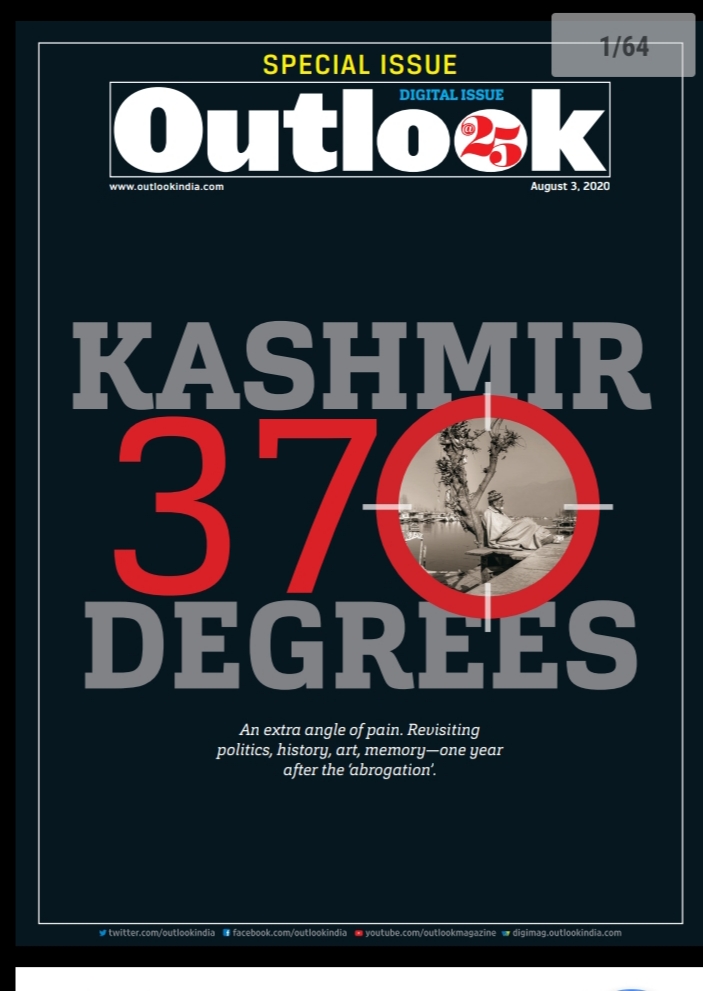 1/64
SPECIAL ISSUE
DIGITAL ISSUE
Outlook
@25
www.outlookindia.com August 3, 2020
KASHMIR
370
DEGREES
An extra angle of pain. Revisiting
politics, history, art, memory—one year
after the ‘abrogation’.
twitter.com/outlookindia facebook.com/outlookindia youtube.com/outlookmagazine digimag.outlookindia.com